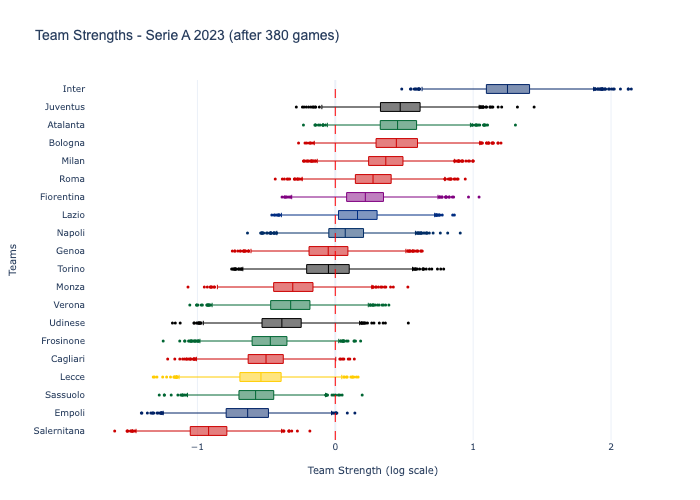 Team Strengths - Serie A 2023 (after 380 games)
Inter
Juventus
Atalanta
Bologna
Milan
Roma
Fiorentina
Lazio
Napoli
Genoa
Torino
Monza
Verona
Udinese
Frosinone
Cagliari
Lecce
Sassuolo
Empoli
Salernitana
Teams
−1 0 1 2
Team Strength (log scale)